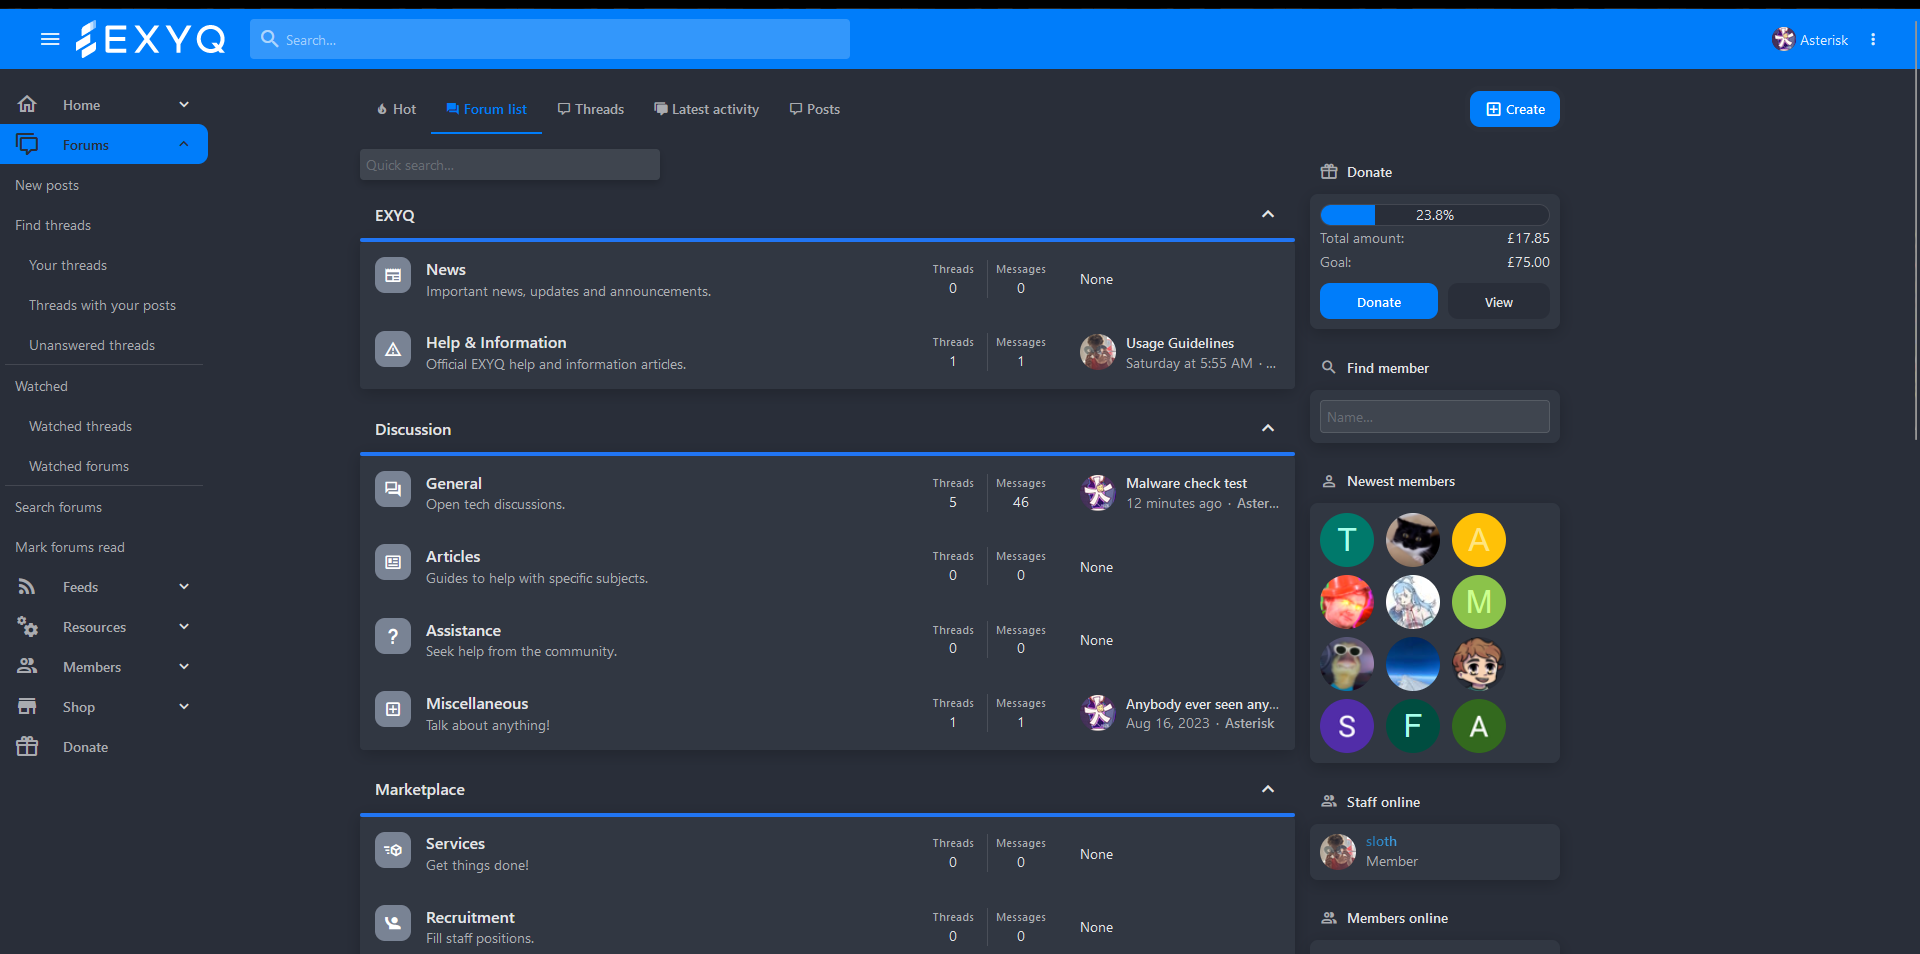 EXYQ
Search...
Asterisk
Home
Forums
New posts
Find threads
Your threads
Threads with your posts
Unanswered threads
Watched
Watched threads
Watched forums
Search forums
Mark forums read
Feeds
Resources
Members
Shop
Donate
Hot Forum list Threads Latest activity Posts
Create
Quick search...
EXYQ
News
Important news, updates and announcements.
Threads
0
Messages
0
None
Help & Information
Official EXYQ help and information articles.
Threads
1
Messages
1
Usage Guidelines
Saturday at 5:55 AM · ...
Discussion
General
Open tech discussions.
Threads
5
Messages
46
Malware check test
12 minutes ago · Aster...
Articles
Guides to help with specific subjects.
Threads
0
Messages
0
None
Assistance
Seek help from the community.
Threads
0
Messages
0
None
Miscellaneous
Talk about anything!
Threads
1
Messages
1
Anybody ever seen any...
Aug 16, 2023 · Asterisk
Marketplace
Services
Get things done!
Threads
0
Messages
0
None
Recruitment
Fill staff positions.
Threads
0
Messages
0
None
Donate
23.8%
Total amount: £17.85
Goal: £75.00
Donate View
Find member
Name...
Newest members
T
A
M
S F A
Staff online
sloth
Member
Members online